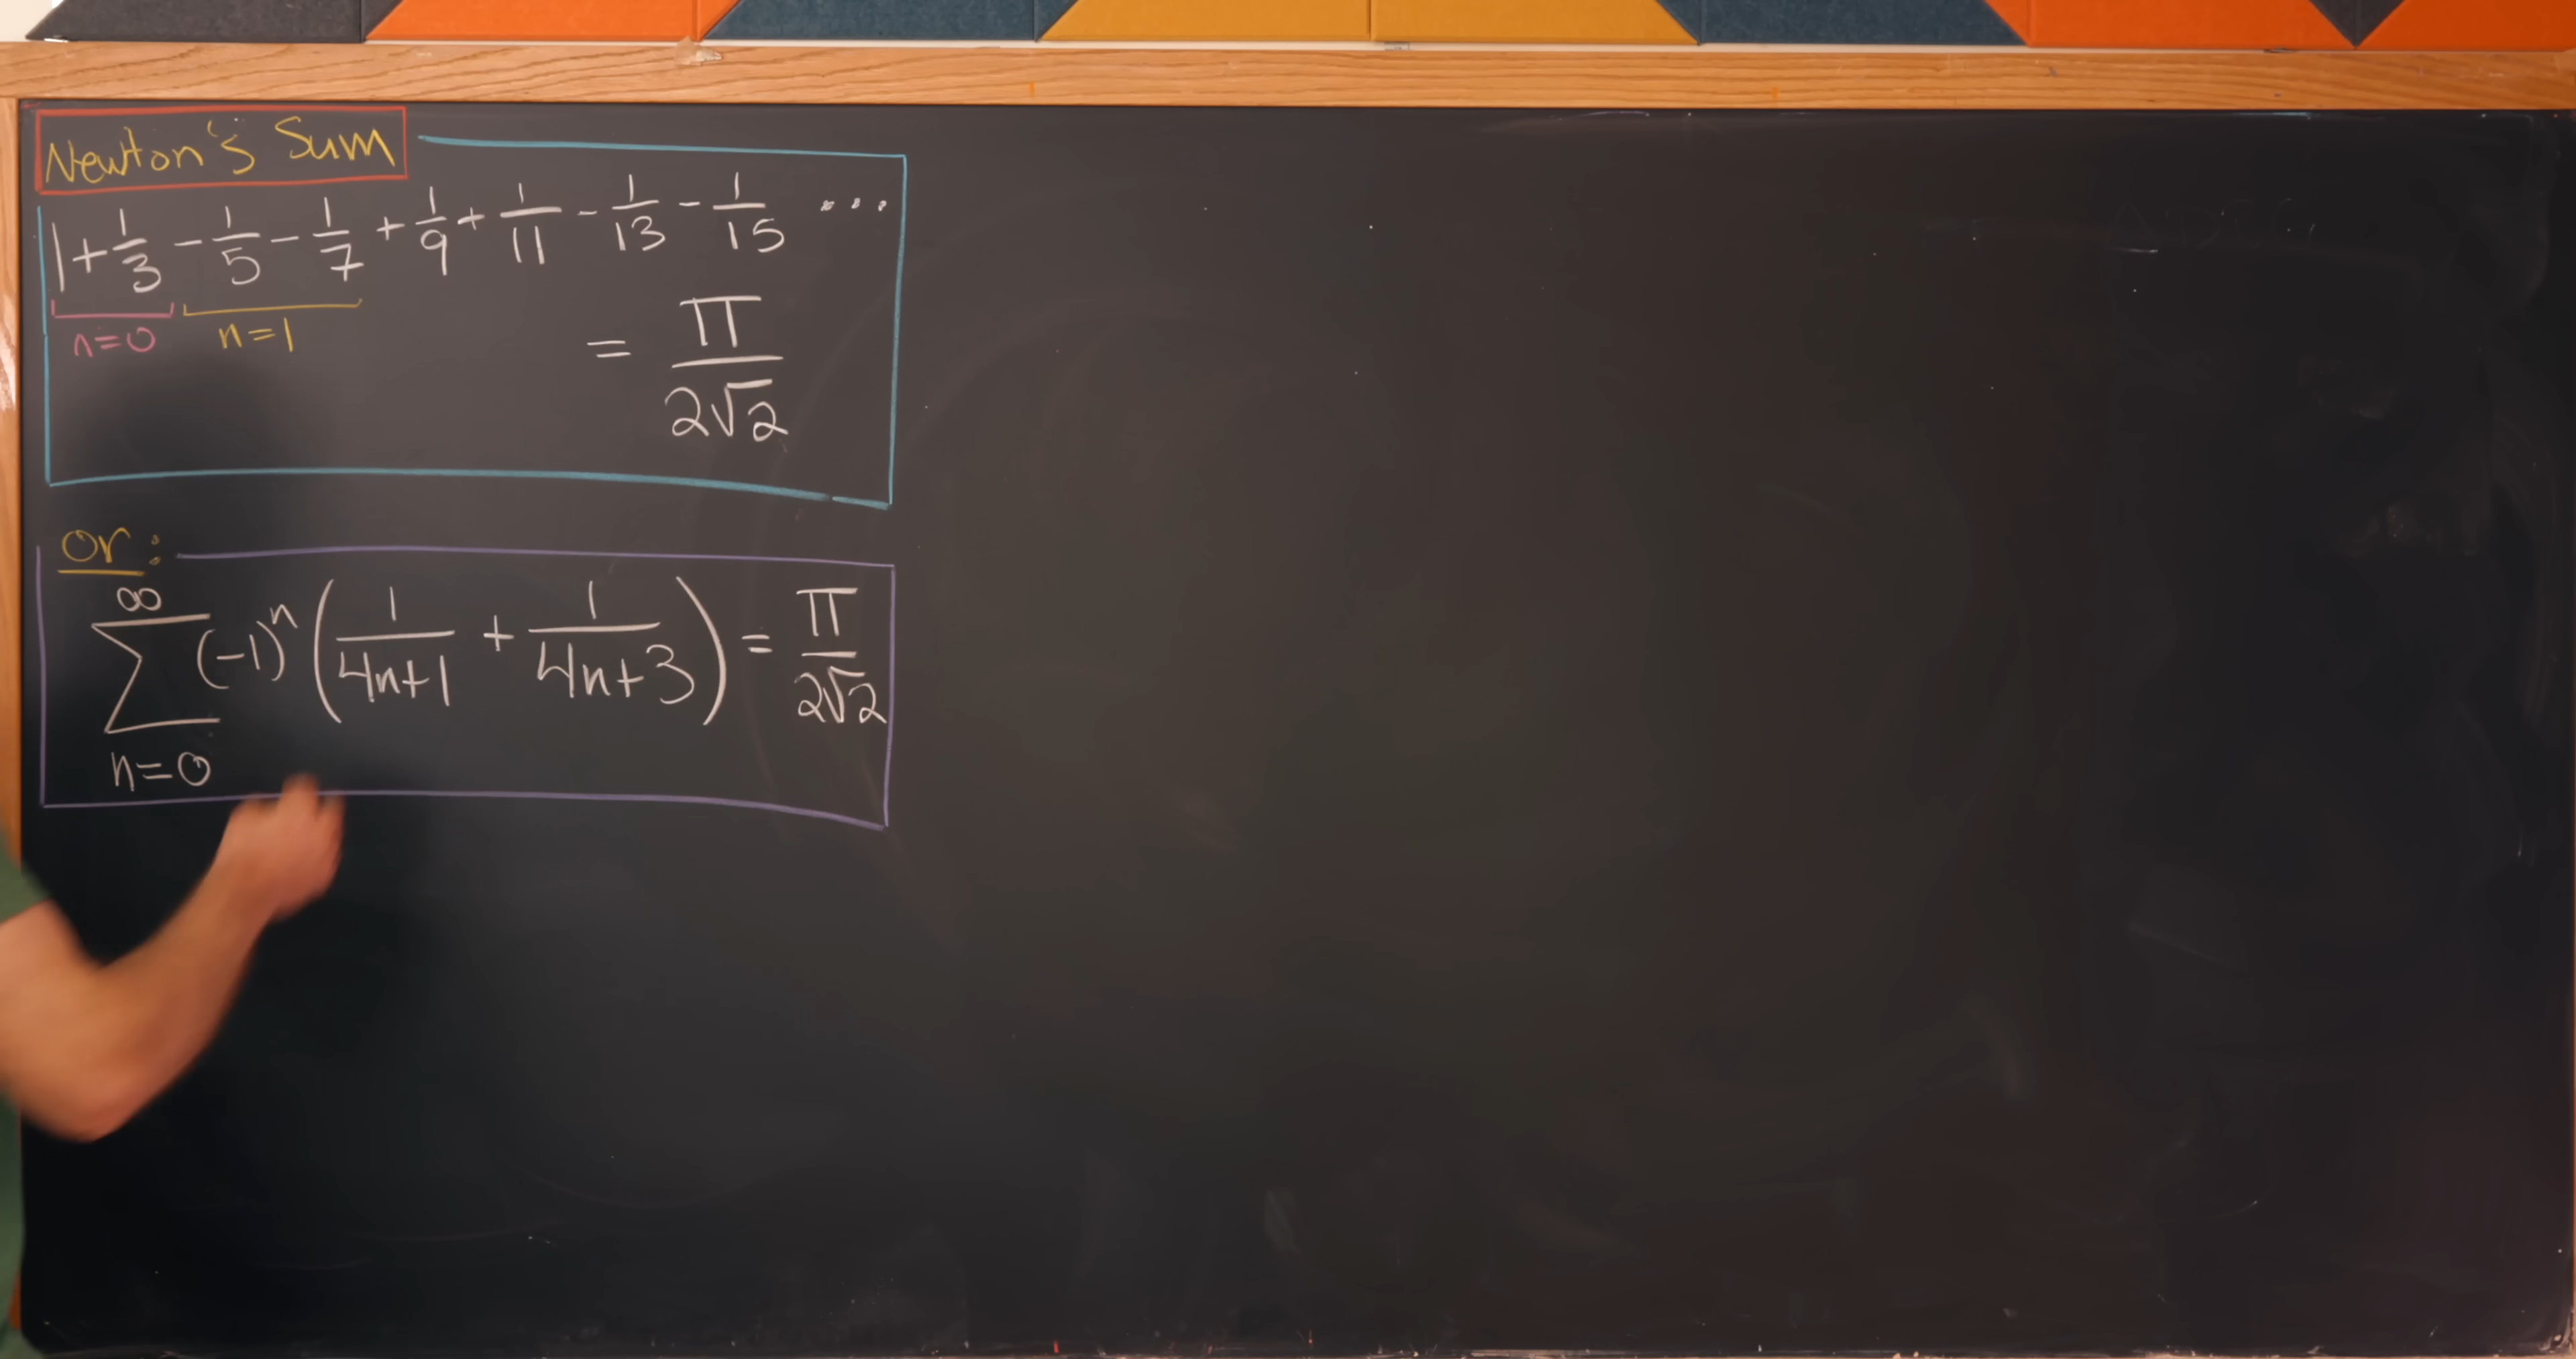 Newton's Sum
1 + 1/3 - 1/5 - 1/7 + 1/9 + 1/11 - 1/13 - 1/15 ...
n=0 n=1
= π/(2√2)
or:
∑_{n=0}^{∞} (-1)^n (1/(4n+1) + 1/(4n+3)) = π/(2√2)